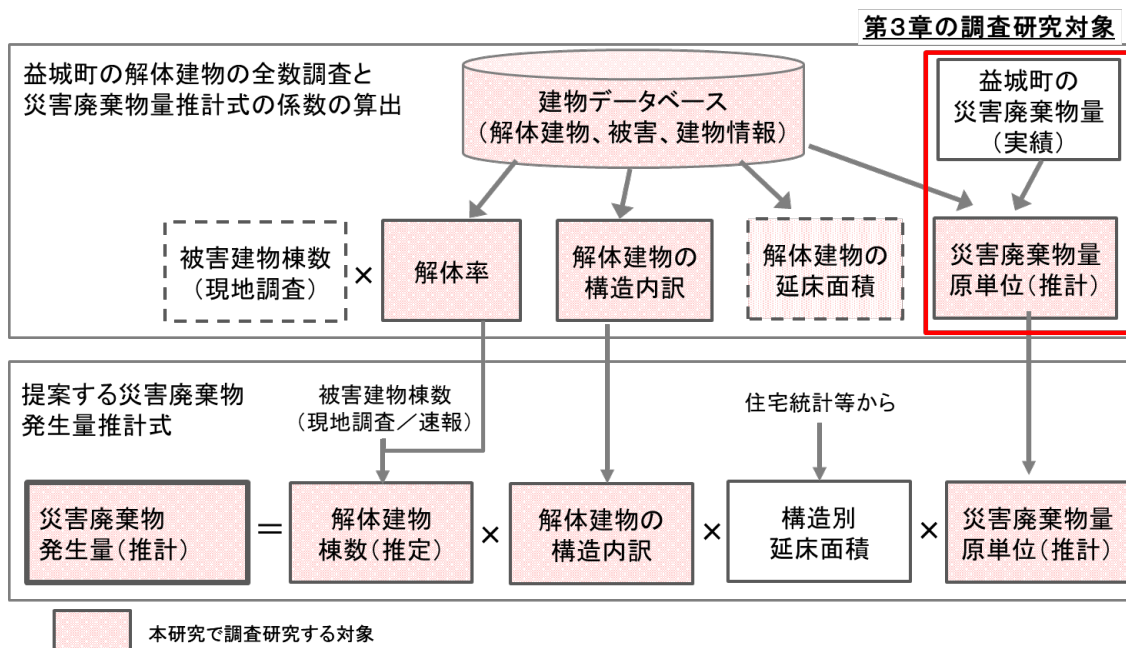 第3章の調査研究対象
益城町の解体建物の全数調査と
災害廃棄物量推計式の係数の算出
建物データベース
（解体建物、被害、建物情報）
益城町の
災害廃棄物量
（実績）
被害建物棟数
（現地調査）
×
解体率
解体建物の
構造内訳
解体建物の
延床面積
災害廃棄物量
原単位（推計）
提案する災害廃棄物
発生量推計式
被害建物棟数
（現地調査／速報）
住宅統計等から
災害廃棄物
発生量（推計）
＝
解体建物
棟数（推定）
×
解体建物の
構造内訳
×
構造別
延床面積
×
災害廃棄物量
原単位（推計）
本研究で調査研究する対象